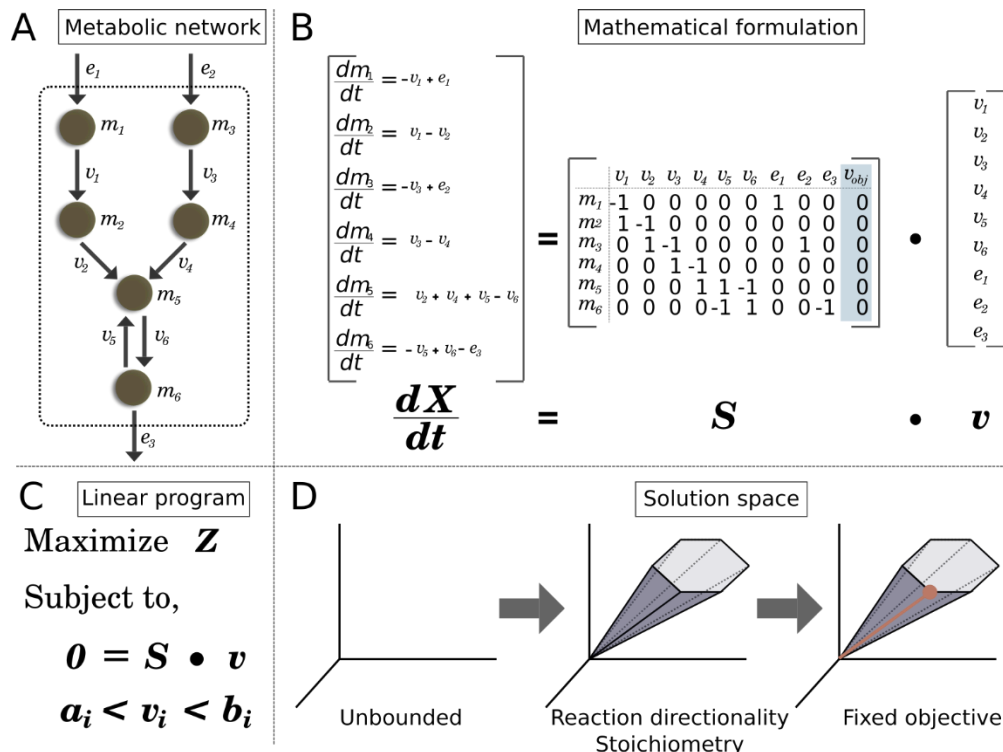 A Metabolic network
e1 e2
m1 m3
v1 v3
m2 m4
v2 v4
m5
v5 v6
m6
e3
B Mathematical formulation
dm1/dt = -v1 + e1
dm2/dt = v1 - v2
dm3/dt = -v3 + e2
dm4/dt = v3 - v4
dm5/dt v2 + v4 + v5 - v6
dm6/dt = -v5 + v6 - e3
=
v1 v2 v3 v4 v5 v6 e1 e2 e3 vobj
m1 -1 0 0 0 0 0 1 0 0 0
m2 1 -1 0 0 0 0 0 0 0 0
m3 0 1 -1 0 0 0 0 1 0 0
m4 0 0 1 -1 0 0 0 0 0 0
m5 0 0 0 1 1 -1 0 0 0 0
m6 0 0 0 0 -1 1 0 0 -1 0
•
v1
v2
v3
v4
v5
v6
e1
e2
e3
dX/dt = S • v
C Linear program
Maximize Z
Subject to,
0 = S • v
ai < vi < bi
D Solution space
Unbounded
Reaction directionality
Stoichiometry
Fixed objective